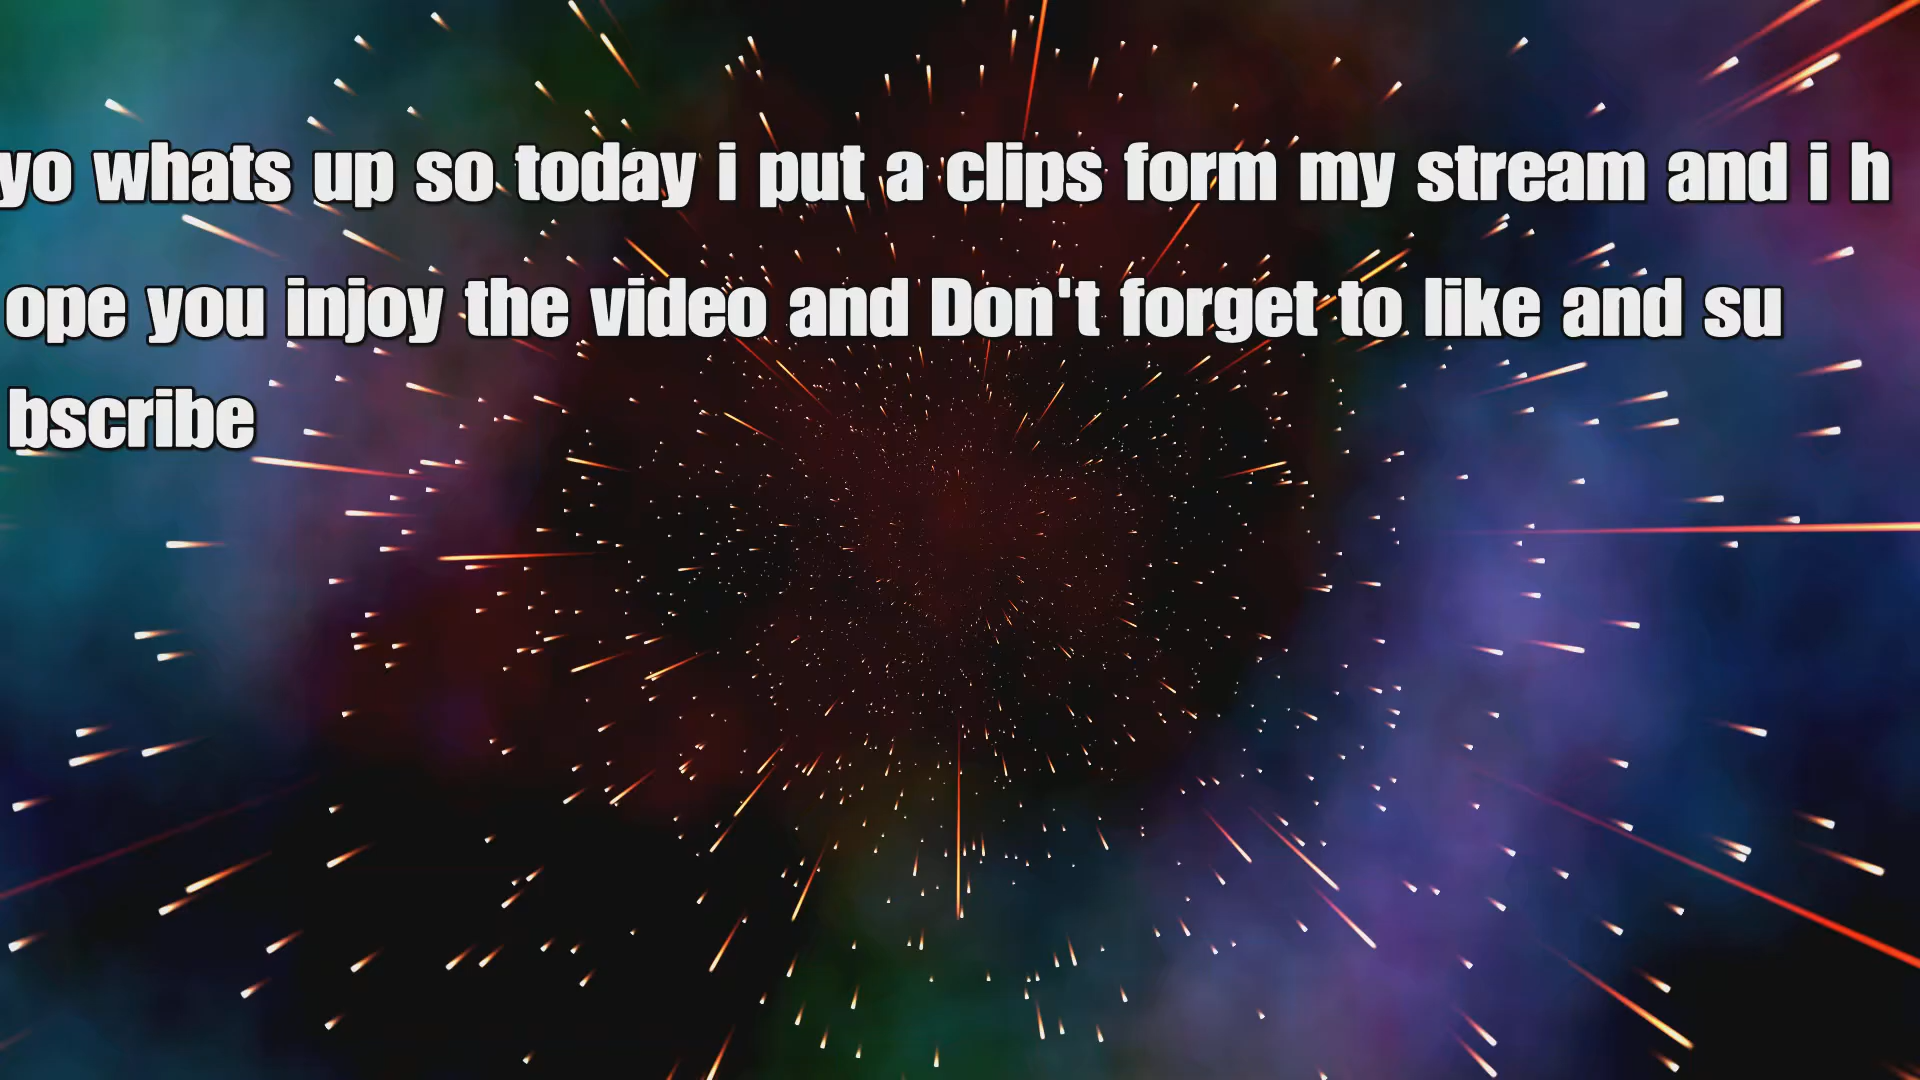 yo whats up so today i put a clips form my stream and i h
ope you injoy the video and Don't forget to like and su
bscribe